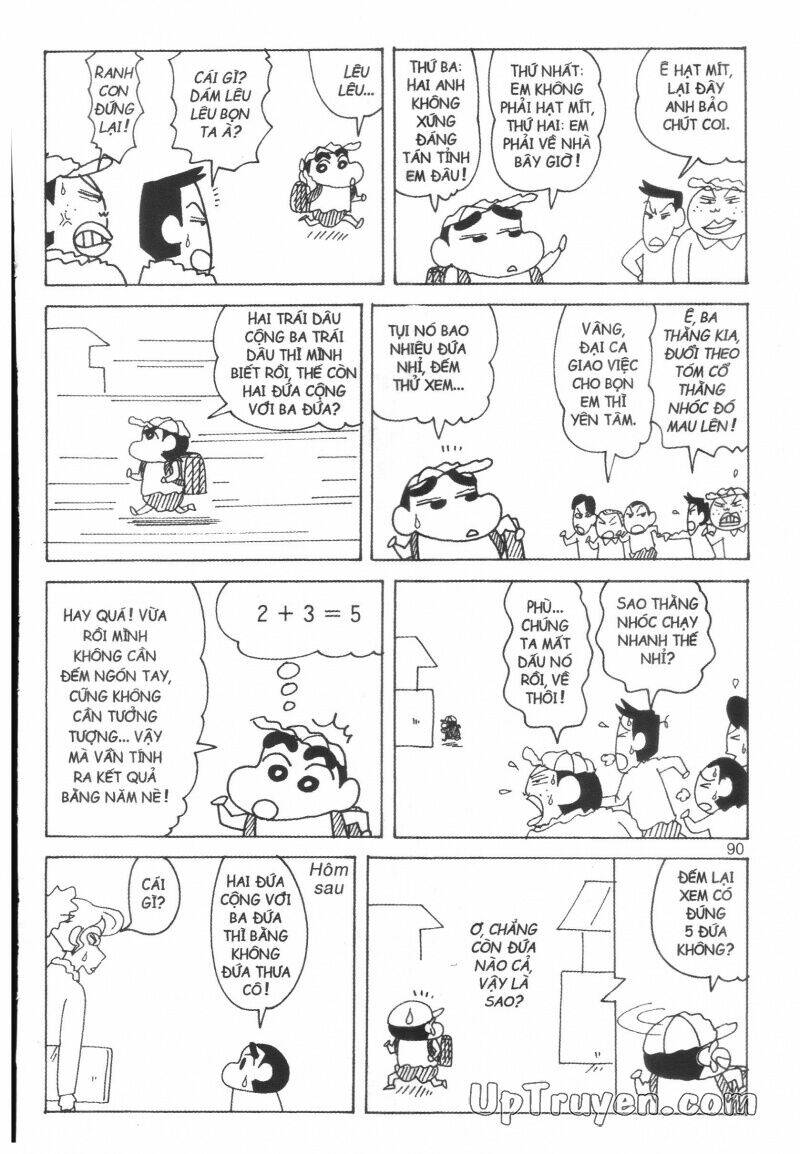 Ê HẠT MÍT,
LẠI ĐÂY
ANH BẢO
CHÚT COI.
THỨ NHẤT:
EM KHÔNG
PHẢI HẠT MÍT,
THỨ HAI: EM
PHẢI VỀ NHÀ
BÂY GIỜ!
THỨ BA:
HAI ANH
KHÔNG
XỨNG
ĐÁNG
TÁN TỈNH
EM ĐÂU!
LÊU
LÊU...
CÁI GÌ?
DÁM LÊU
LÊU BỌN
TA À?
RANH
CON
ĐỨNG
LẠI!
Ê, BA
THẰNG KIA,
ĐUỔI THEO
TÓM CỔ
THẰNG
NHÓC ĐÓ
MAU LÊN!
VÂNG,
ĐẠI CA
GIAO VIỆC
CHO BỌN
EM THÌ
YÊN TÂM.
TỤI NÓ BAO
NHIÊU ĐỨA
NHỈ, ĐẾM
THỬ XEM...
HAI TRÁI DÂU
CỘNG BA TRÁI
DÂU THÌ MÌNH
BIẾT RỒI, THẾ CÒN
HAI ĐỨA CỘNG
VỚI BA ĐỨA?
SAO THẰNG
NHÓC CHẠY
NHANH THẾ
NHỈ?
PHÙ...
CHÚNG
TA MẤT
DẤU NÓ
RỒI, VỀ
THÔI!
2 + 3 = 5
HAY QUÁ! VỪA
RỒI MÌNH
KHÔNG CẦN
ĐẾM NGÓN TAY,
CŨNG KHÔNG
CẦN TƯỞNG
TƯỢNG... VẬY
MÀ VẪN TÍNH
RA KẾT QUẢ
BẰNG NĂM NÈ!
90
ĐẾM LẠI
XEM CÓ
ĐÚNG
5 ĐỨA
KHÔNG?
Ơ, CHẲNG
CÒN ĐỨA
NÀO CẢ,
VẬY LÀ
SAO?
Hôm
sau
HAI ĐỨA
CỘNG VỚI
BA ĐỨA
THÌ BẰNG
KHÔNG
ĐỨA THƯA
CÔ!
CÁI
GÌ?
UpTruyen.com